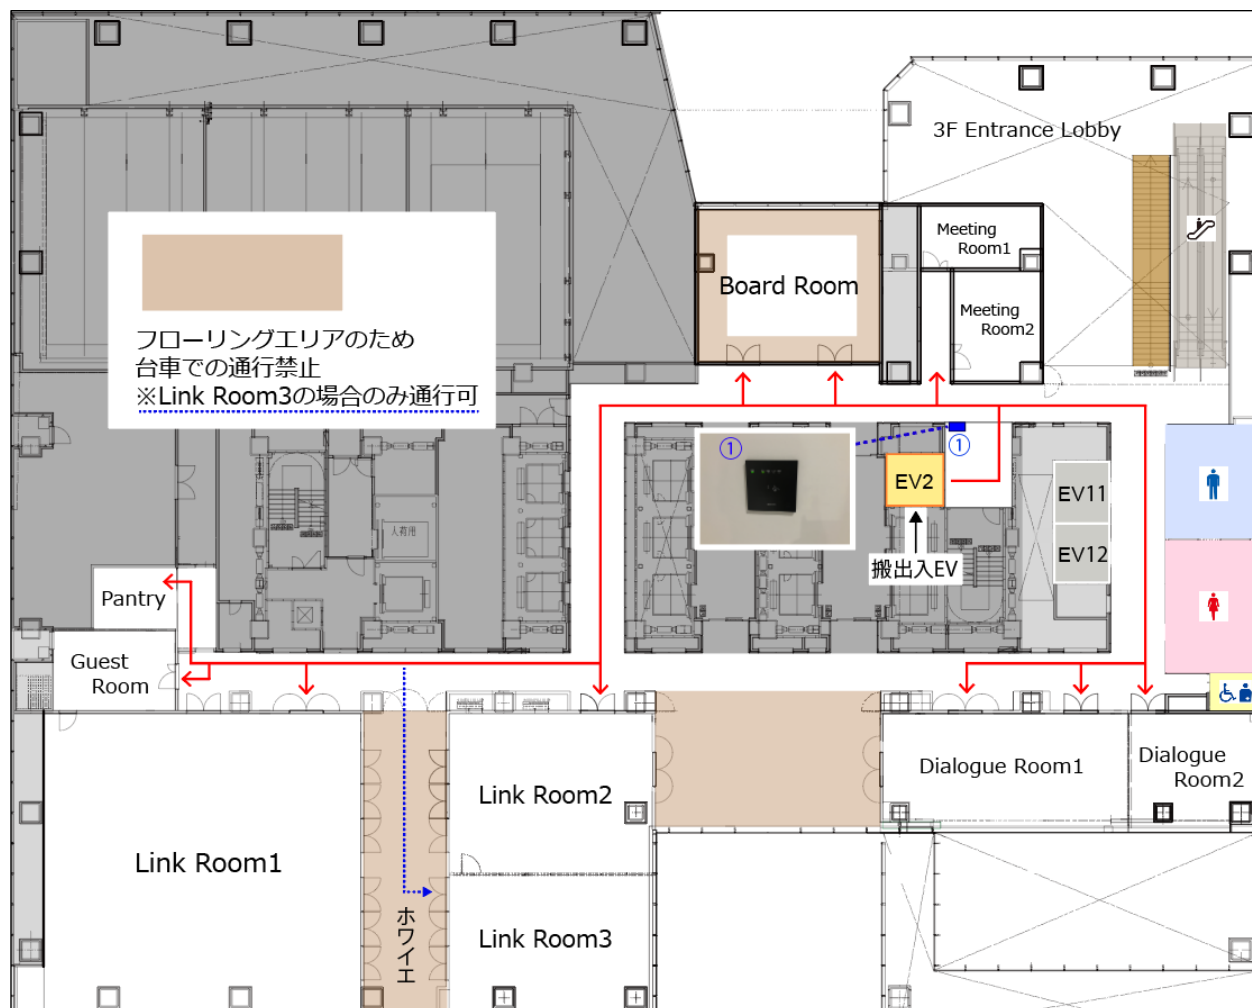 3F Entrance Lobby
Meeting
Room1
Board Room
Meeting
Room2
フローリングエリアのため
台車での通行禁止
※Link Room3の場合のみ通行可
①
①
EV2
EV11
人荷用
EV12
搬出入EV
Pantry
Guest
Room
Dialogue Room1
Dialogue
Room2
Link Room2
Link Room1
ホワイエ
Link Room3